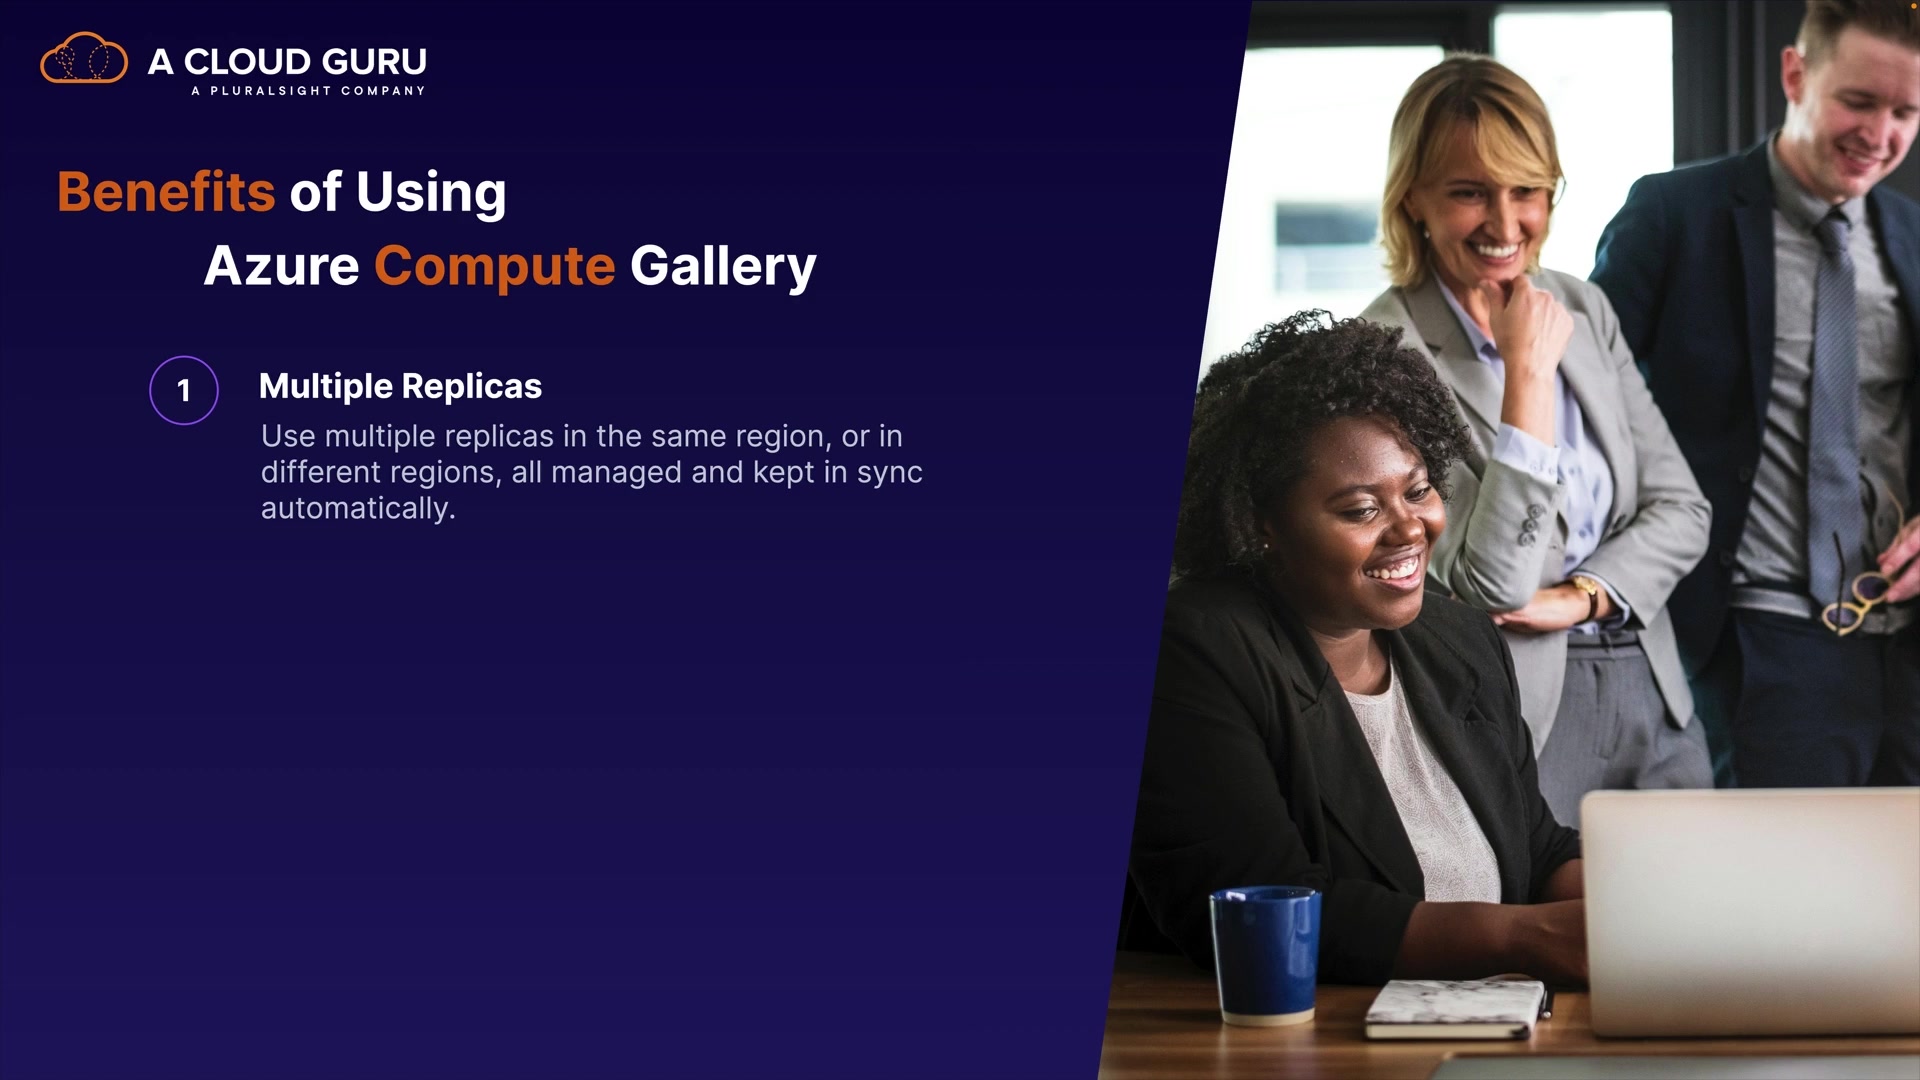 A CLOUD GURU
A PLURALSIGHT COMPANY
Benefits of Using
Azure Compute Gallery
1
Multiple Replicas
Use multiple replicas in the same region, or in
different regions, all managed and kept in sync
automatically.